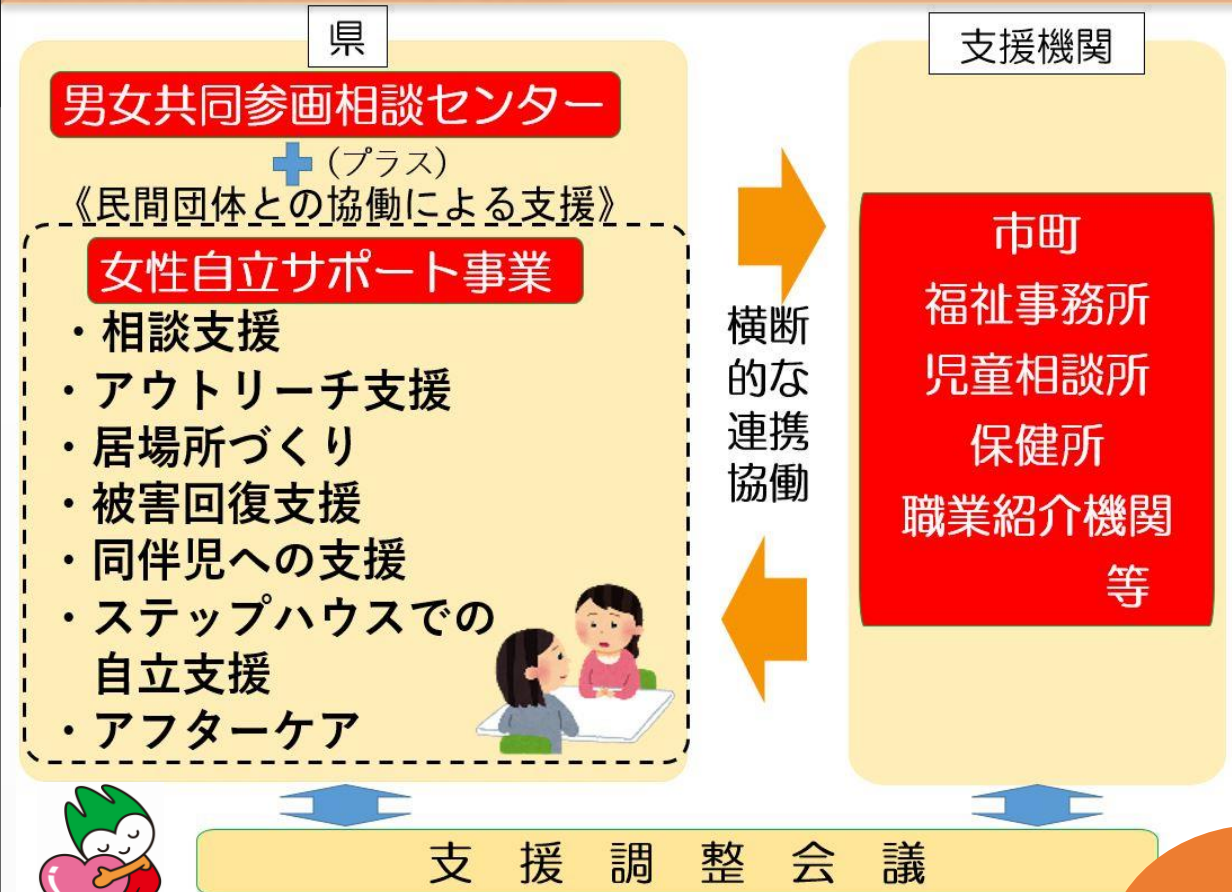 県
男女共同参画相談センター
(プラス)
《民間団体との協働による支援》
女性自立サポート事業
・相談支援
・アウトリーチ支援
・居場所づくり
・被害回復支援
・同伴児への支援
・ステップハウスでの
自立支援
・アフターケア
横断
的な
連携
協働
支援機関
市町
福祉事務所
児童相談所
保健所
職業紹介機関
等
支援調整会議